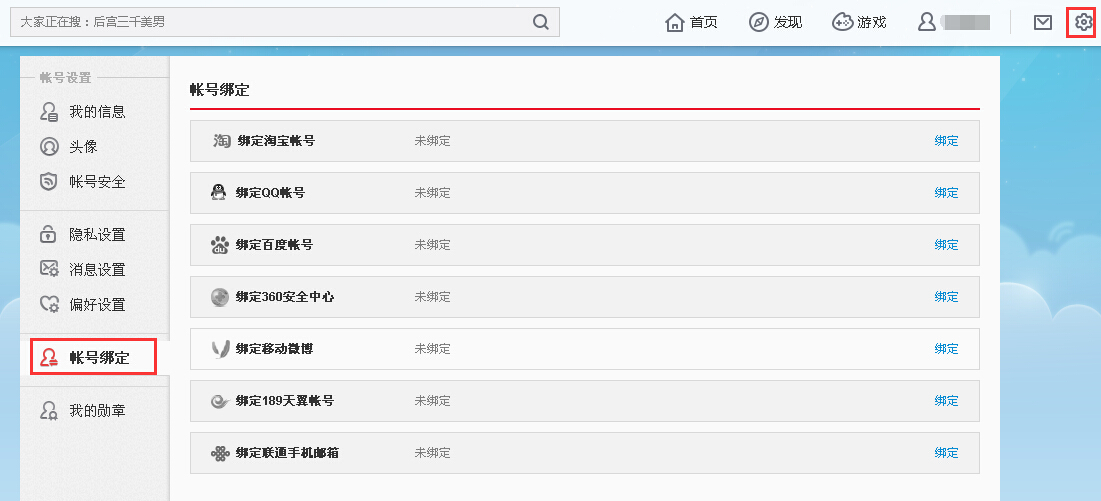 大家正在搜：后宫三千美男
首页
发现
游戏
帐号设置
我的信息
头像
帐号安全
隐私设置
消息设置
偏好设置
帐号绑定
我的勋章
帐号绑定
淘 绑定淘宝帐号 未绑定 绑定
绑定QQ帐号 未绑定 绑定
du 绑定百度帐号 未绑定 绑定
绑定360安全中心 未绑定 绑定
绑定移动微博 未绑定 绑定
绑定189天翼帐号 未绑定 绑定
绑定联通手机邮箱 未绑定 绑定